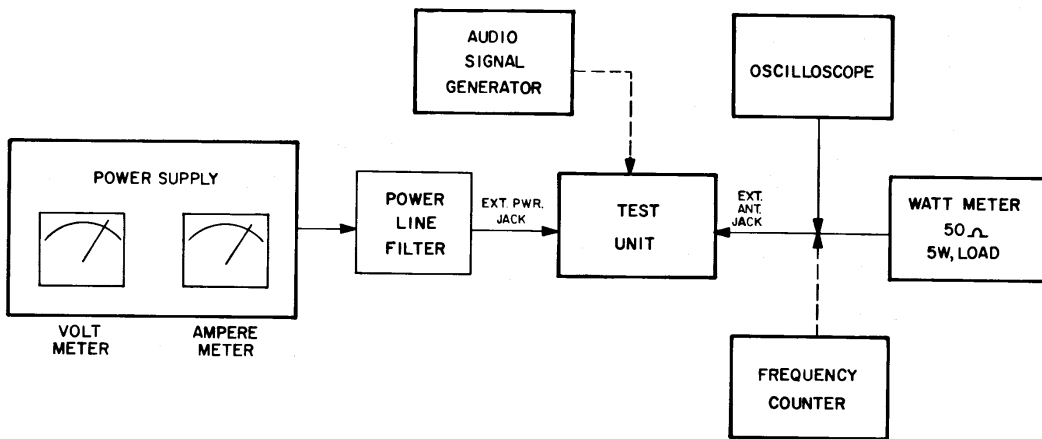 AUDIO
SIGNAL
GENERATOR
OSCILLOSCOPE
POWER SUPPLY
VOLT
METER
AMPERE
METER
POWER
LINE
FILTER
EXT. PWR.
JACK
TEST
UNIT
EXT.
ANT.
JACK
WATT METER
50 Ω
5W, LOAD
FREQUENCY
COUNTER